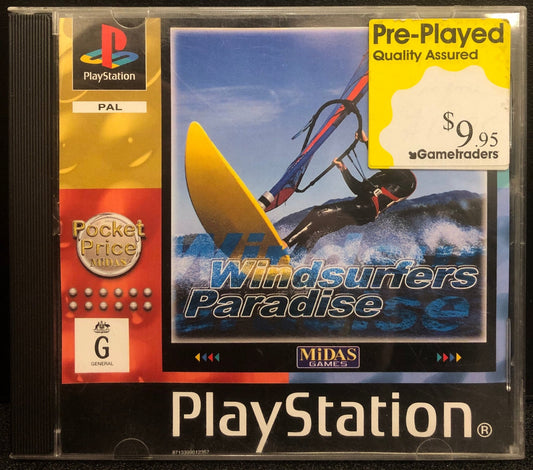 PlayStation
PAL
Pre-Played
Quality Assured
$9.95
Gametraders
Pocket
Price
MIDAS
Windsurfers
Paradise
G
GENERAL
MiDAS
GAMES
PlayStation®